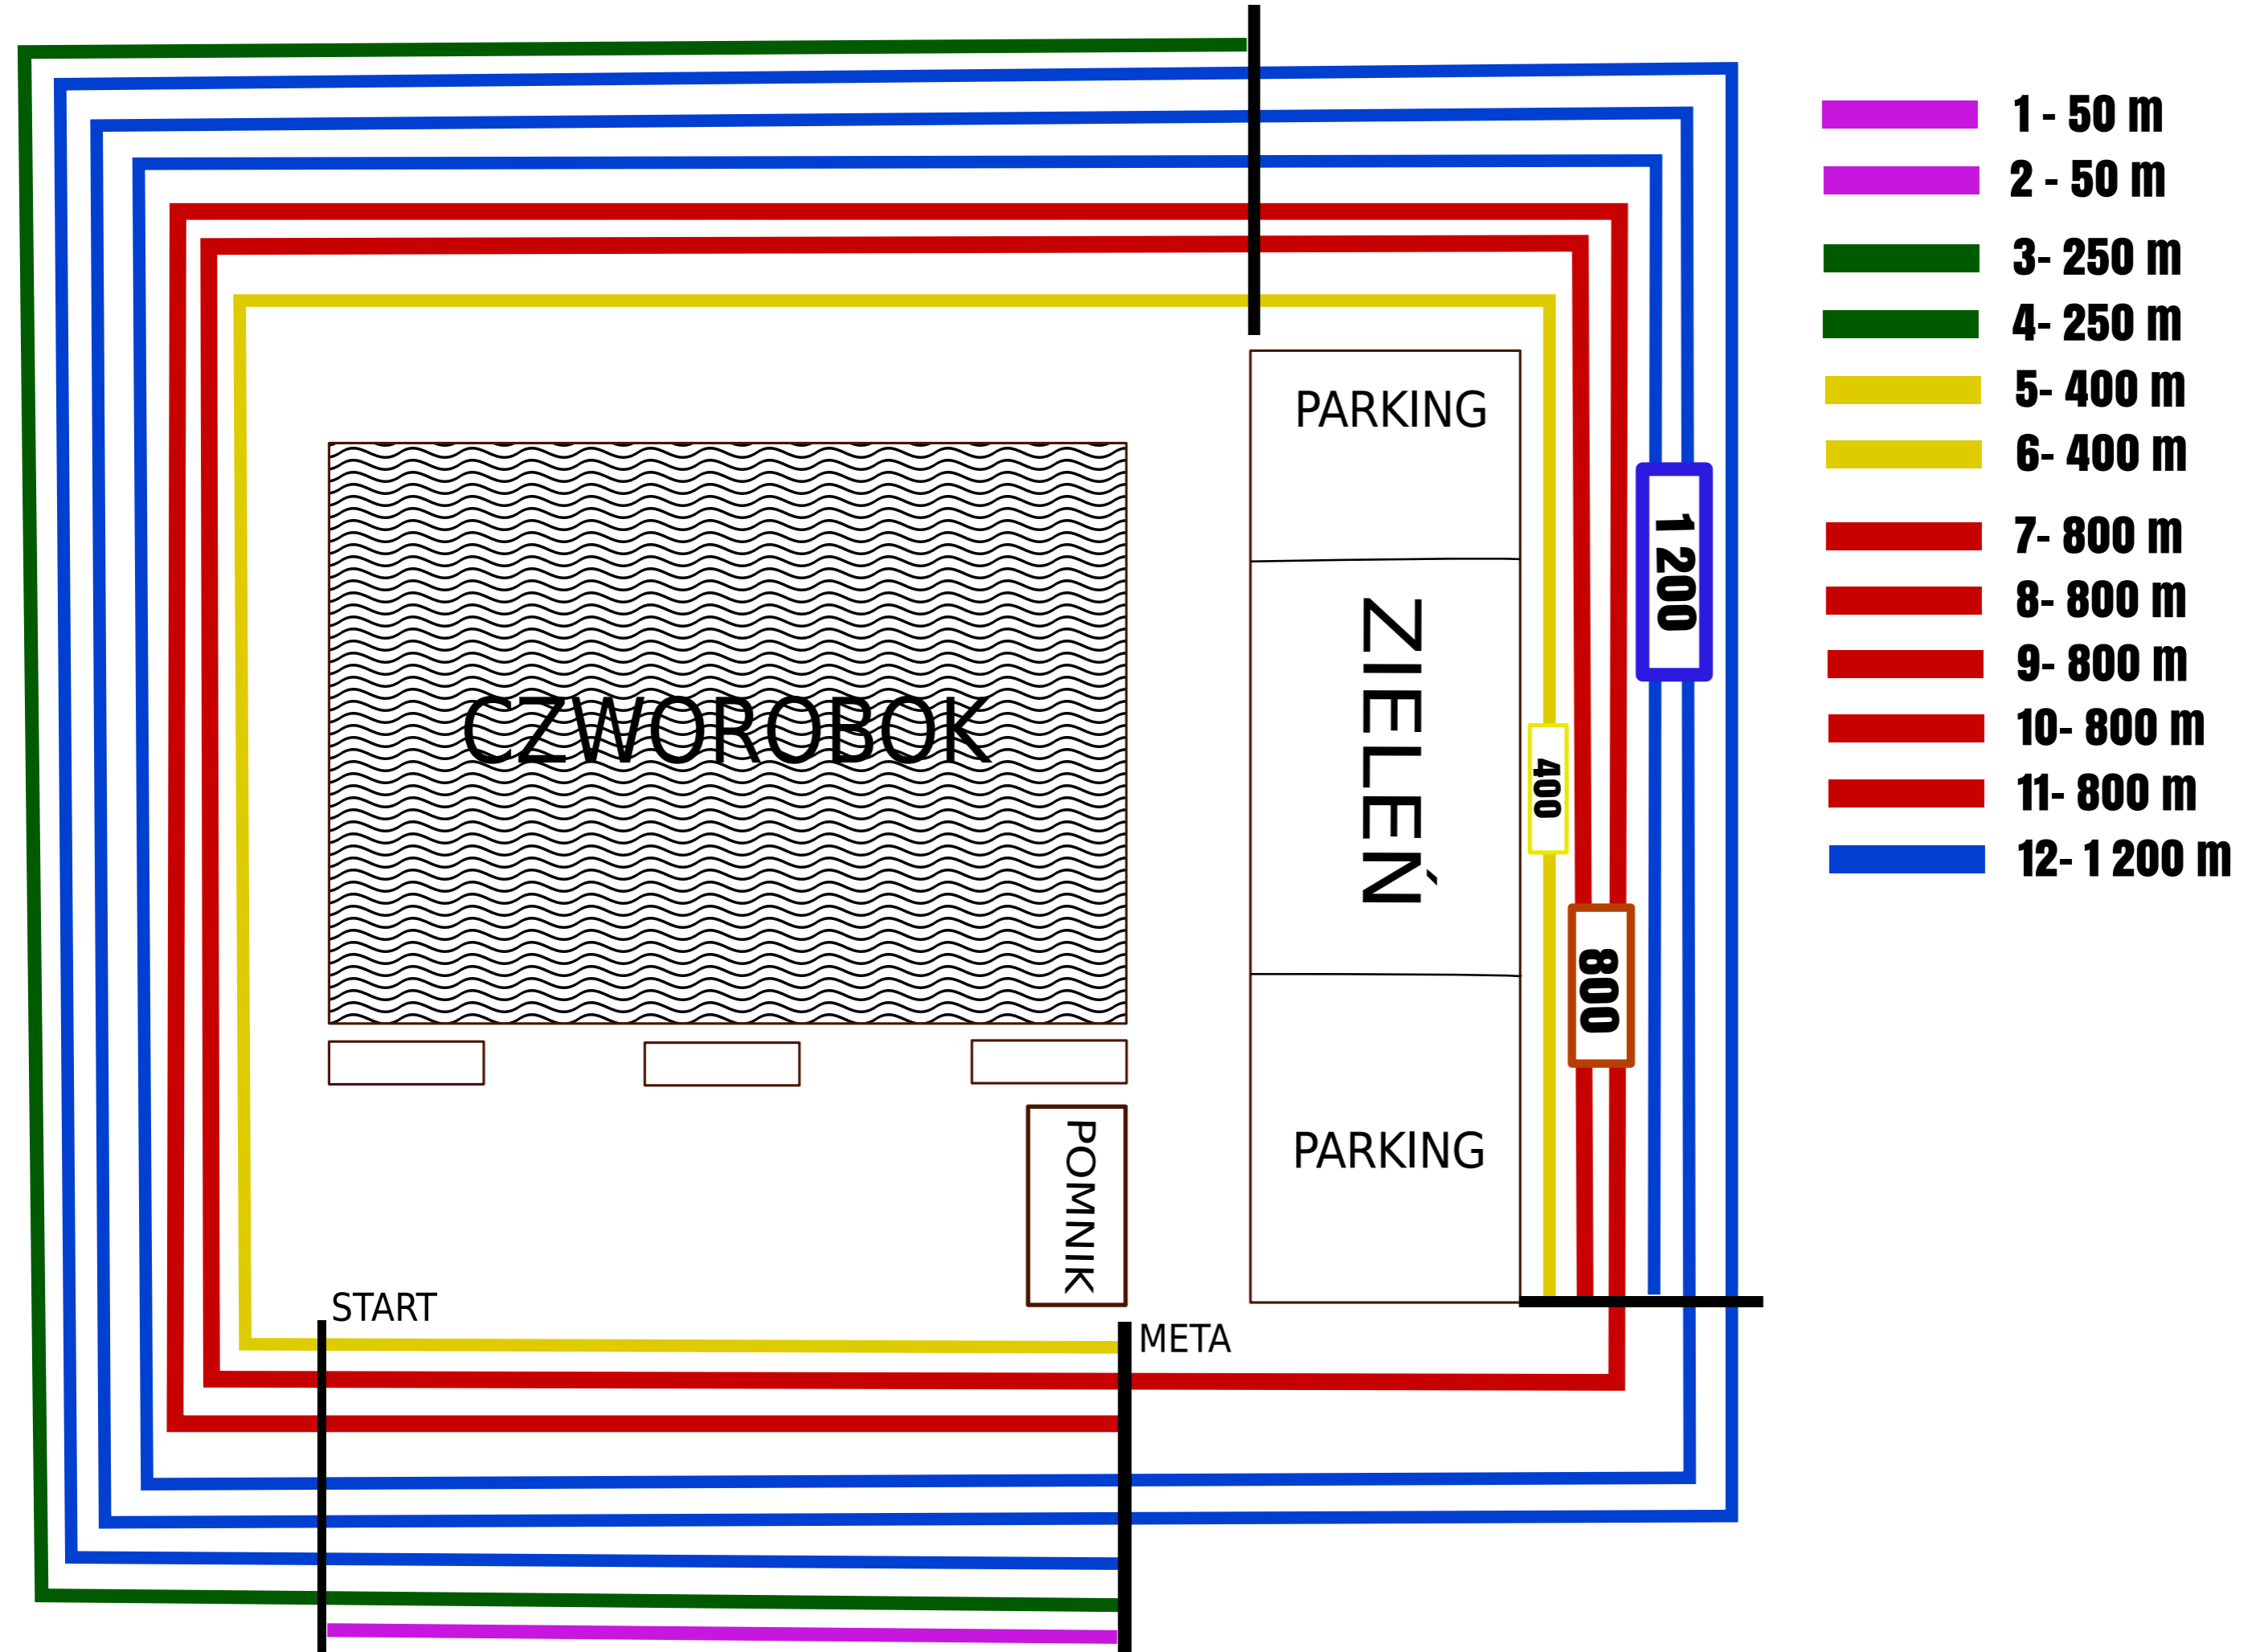 1 - 50 m
2 - 50 m
3- 250 m
4- 250 m
5- 400 m
6- 400 m
7- 800 m
8- 800 m
9- 800 m
10- 800 m
11- 800 m
12- 1 200 m
PARKING
ZIELEŃ
PARKING
1 200
400
800
CZWOROBOK
POMNIK
START
META